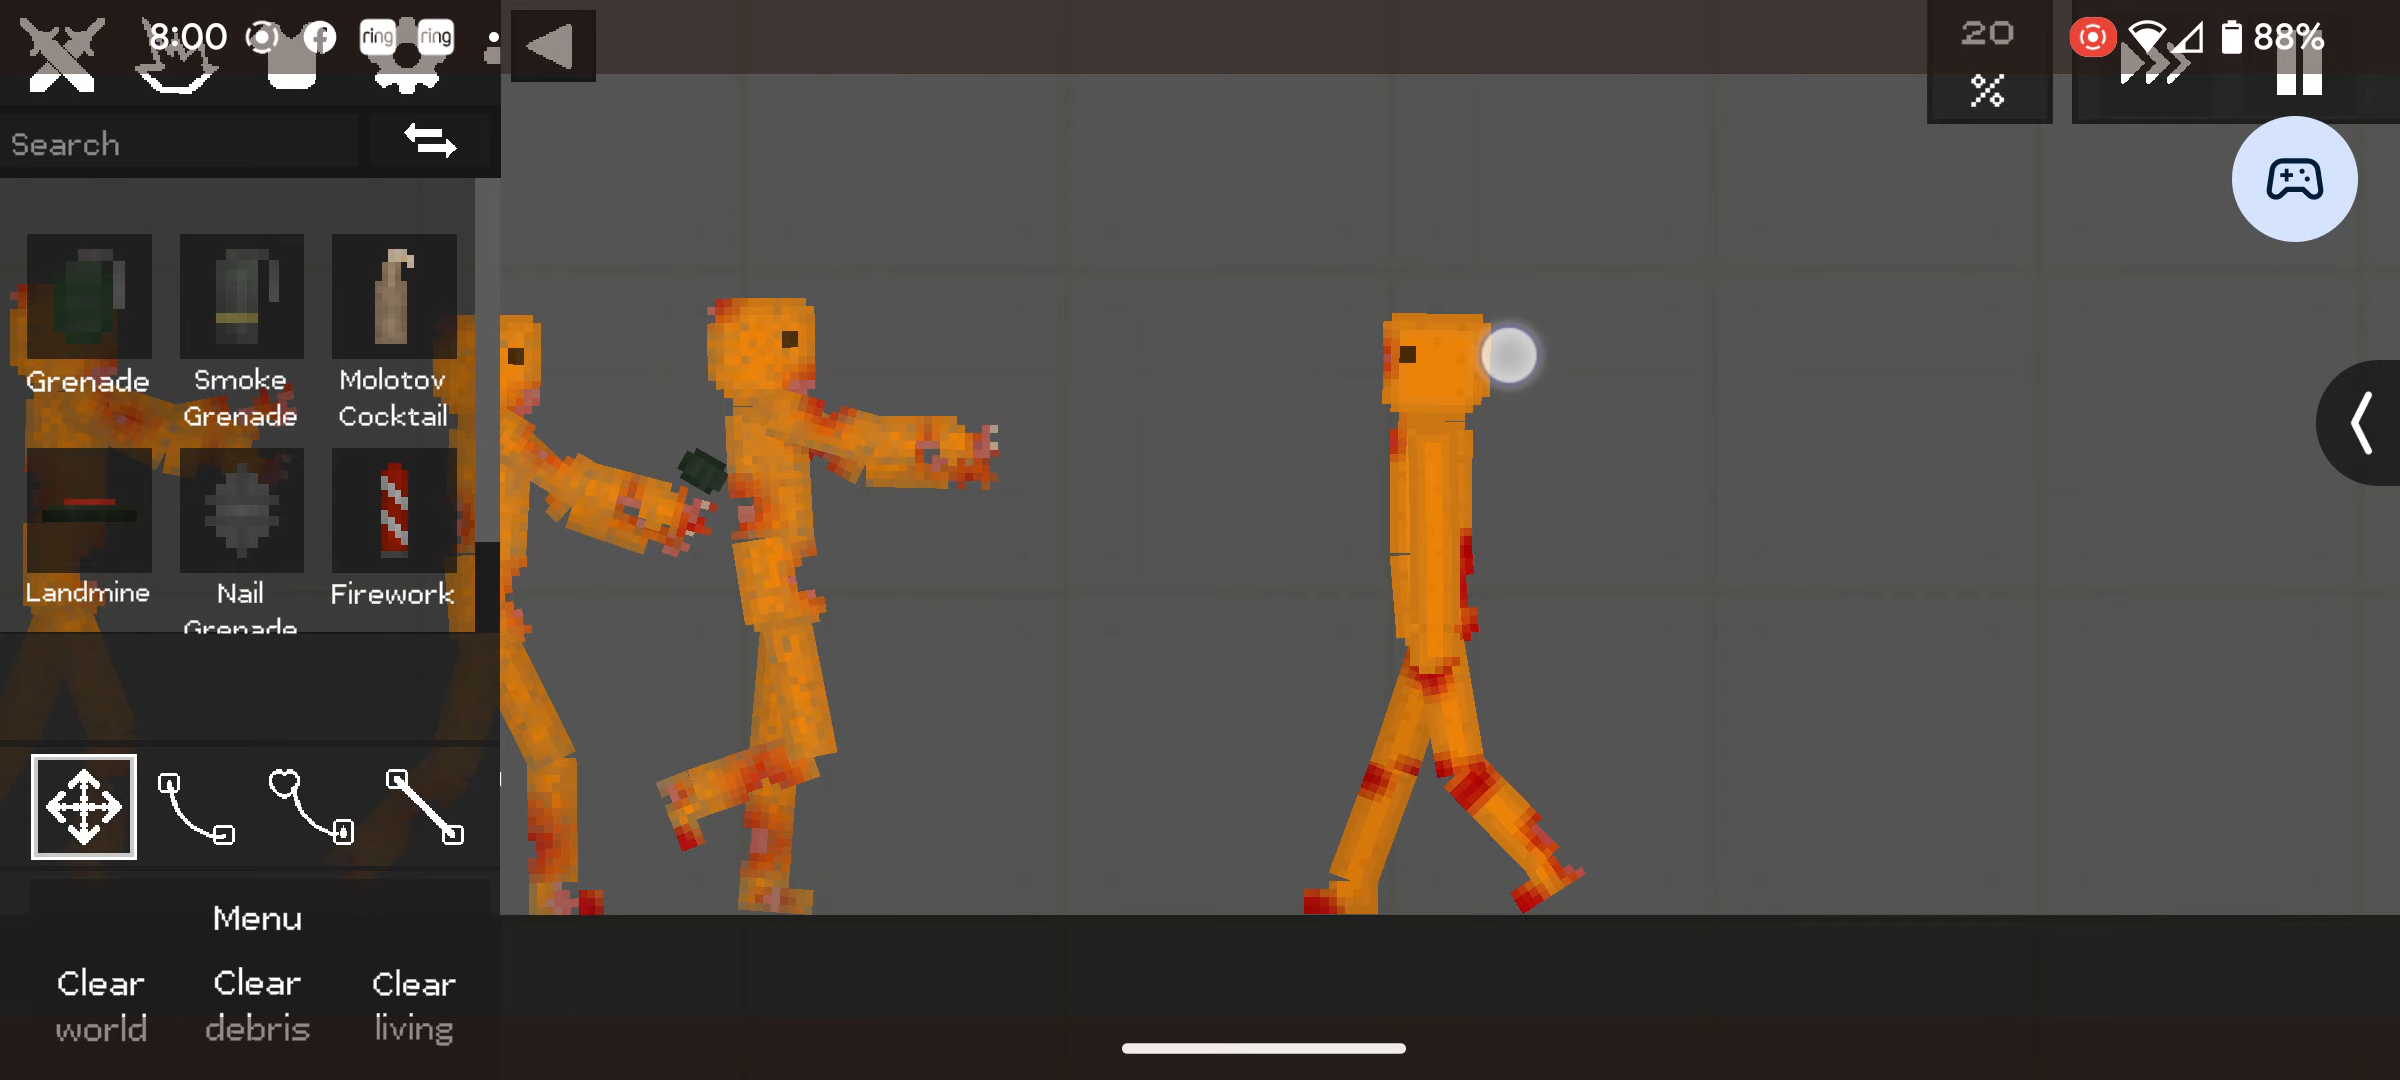 8:00
ring ring
20
%
88%
Search
Grenade
Smoke
Grenade
Molotov
Cocktail
Landmine
Nail
Grenade
Firework
Menu
Clear
world
Clear
debris
Clear
living